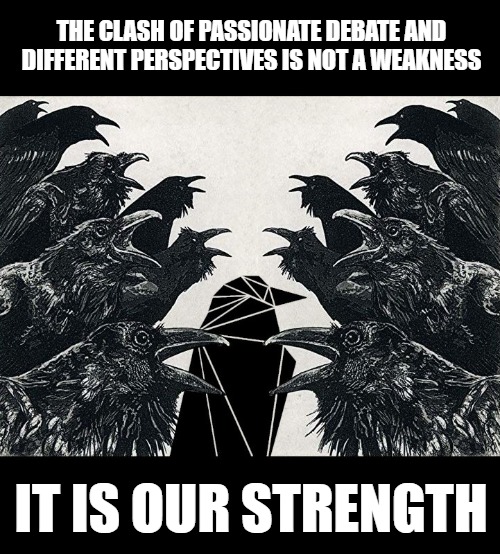 THE CLASH OF PASSIONATE DEBATE AND
DIFFERENT PERSPECTIVES IS NOT A WEAKNESS
IT IS OUR STRENGTH